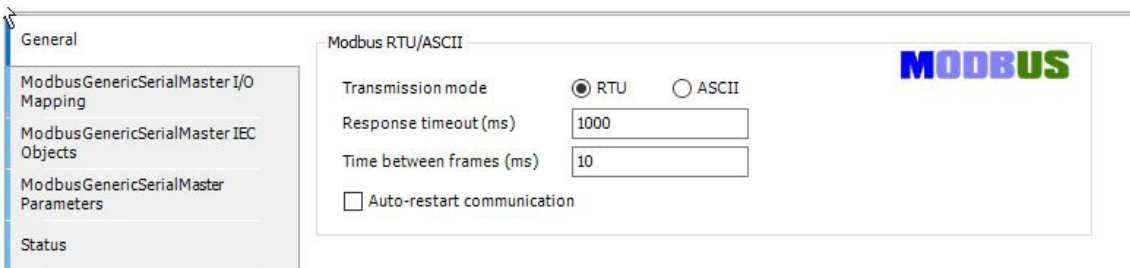 General
ModbusGenericSerialMaster I/O
Mapping
ModbusGenericSerialMaster IEC
Objects
ModbusGenericSerialMaster
Parameters
Status
Modbus RTU/ASCII
MODBUS
Transmission mode RTU ASCII
Response timeout (ms) 1000
Time between frames (ms) 10
Auto-restart communication